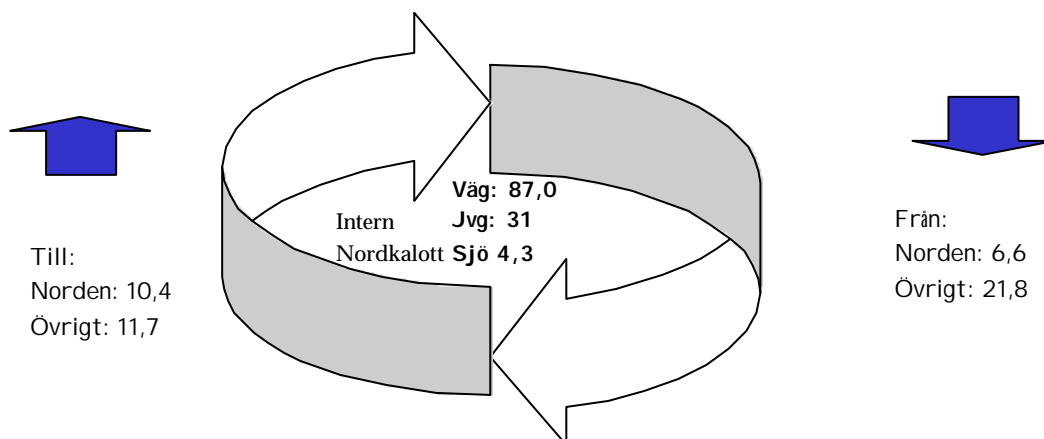 Till:
Norden: 10,4
Övrigt: 11,7
Väg: 87,0
Intern Jvg: 31
Nordkalott Sjö 4,3
Från:
Norden: 6,6
Övrigt: 21,8